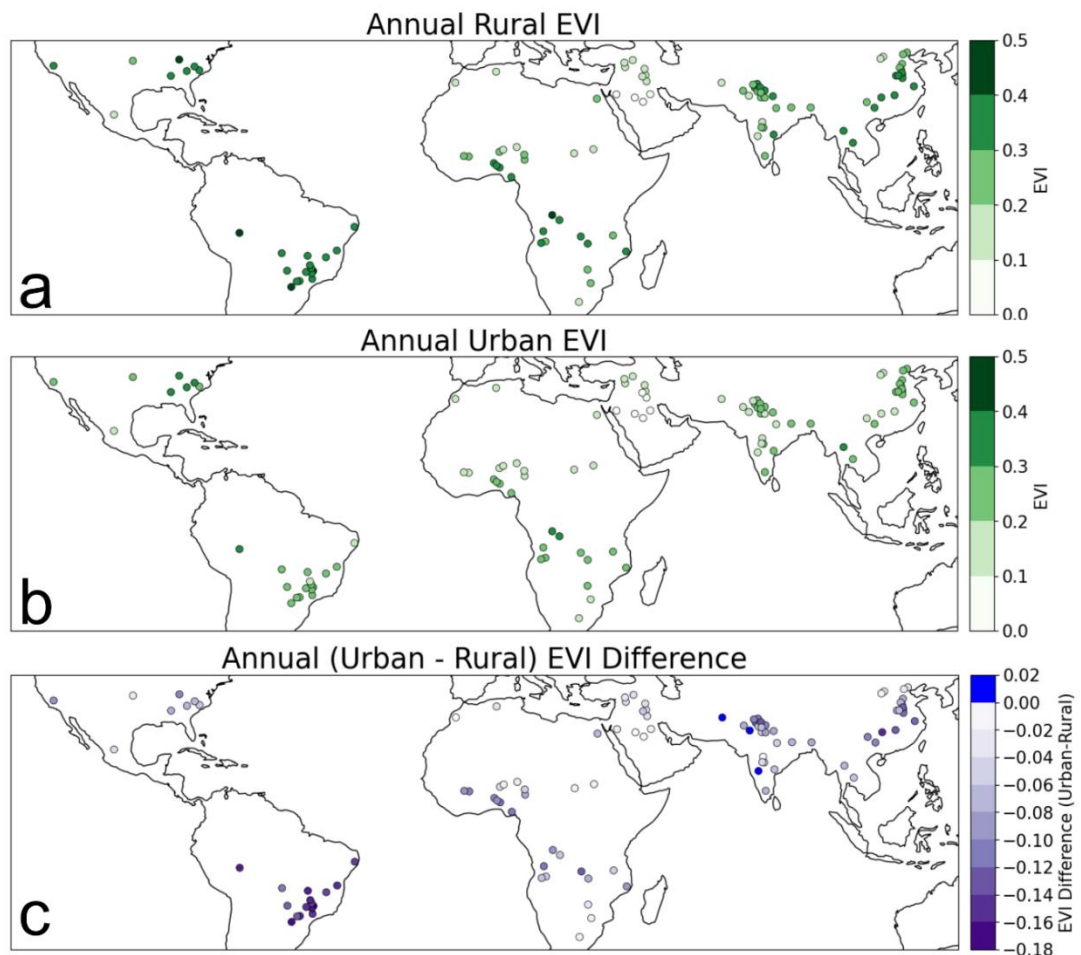 Annual Rural EVI
0.5
0.4
0.3
0.2
0.1
0.0
EVI
a
Annual Urban EVI
0.5
0.4
0.3
0.2
0.1
0.0
EVI
b
Annual (Urban - Rural) EVI Difference
0.02
0.00
−0.02
−0.04
−0.06
−0.08
−0.10
−0.12
−0.14
−0.16
−0.18
EVI Difference (Urban-Rural)
c